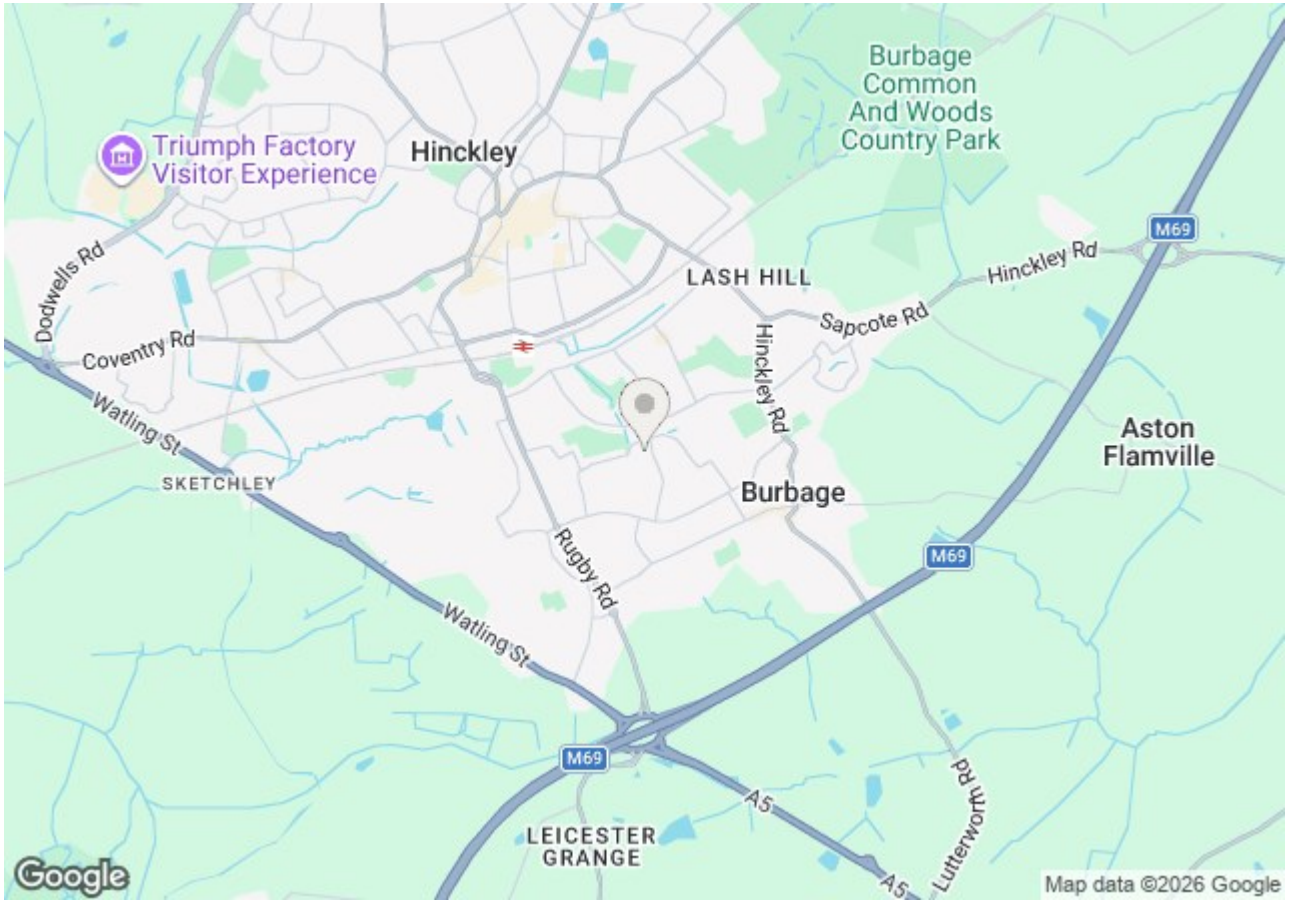 Burbage
Common
And Woods
Country Park
Triumph Factory
Visitor Experience
Hinckley
M69
Dodwells Rd
LASH HILL
Hinckley Rd
Sapcote Rd
Coventry Rd
Hinckley Rd
Watling St
Aston
Flamville
SKETCHLEY
Burbage
Rugby Rd
M69
Watling St
M69
A5
Lutterworth Rd
LEICESTER
GRANGE
A5
Google
Map data ©2026 Google